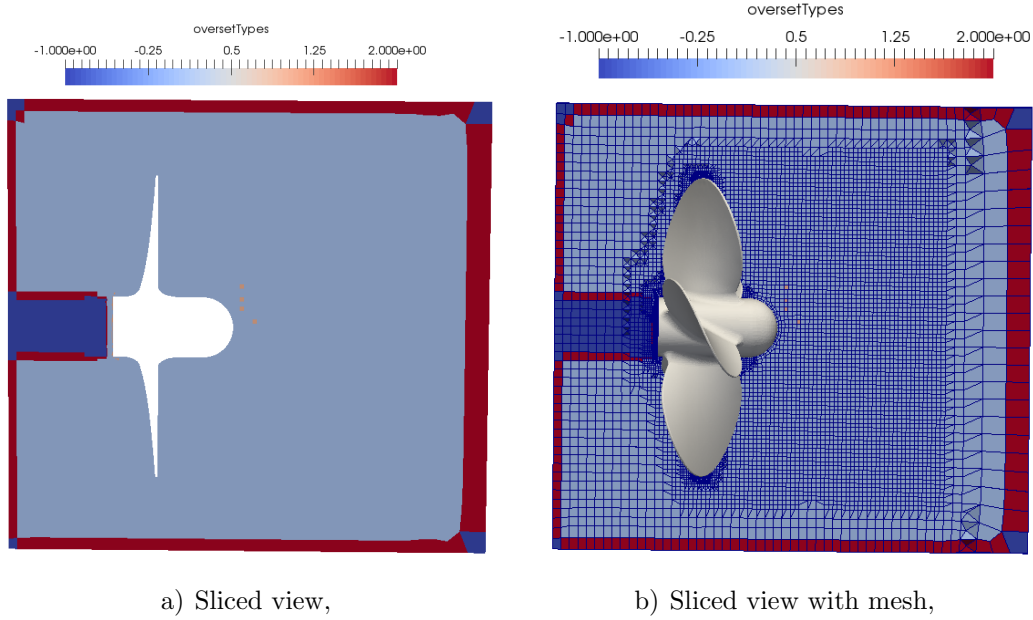 oversetTypes
-1.000e+00 -0.25 0.5 1.25 2.000e+00
oversetTypes
-1.000e+00 -0.25 0.5 1.25 2.000e+00
a) Sliced view,
b) Sliced view with mesh,